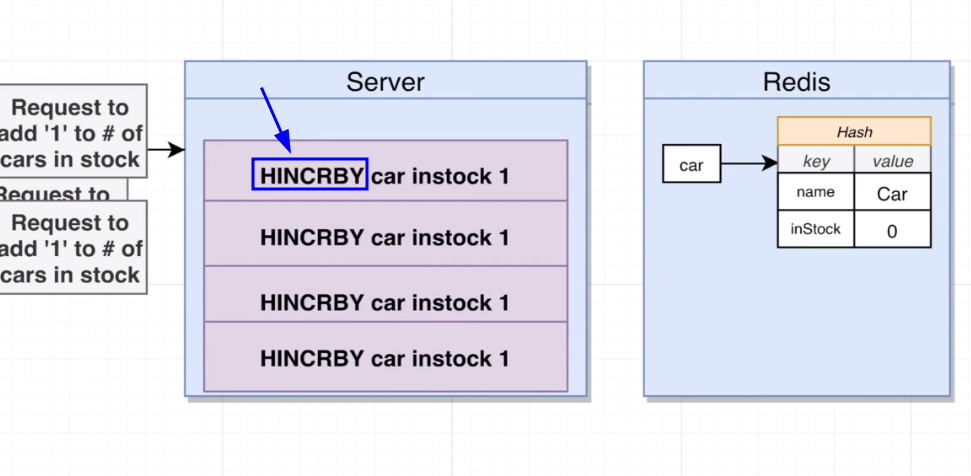 Request to
add '1' to # of
cars in stock
Request to
Request to
add '1' to # of
cars in stock
Server
HINCRBY car instock 1
HINCRBY car instock 1
HINCRBY car instock 1
HINCRBY car instock 1
Redis
car
Hash
key value
name Car
inStock 0